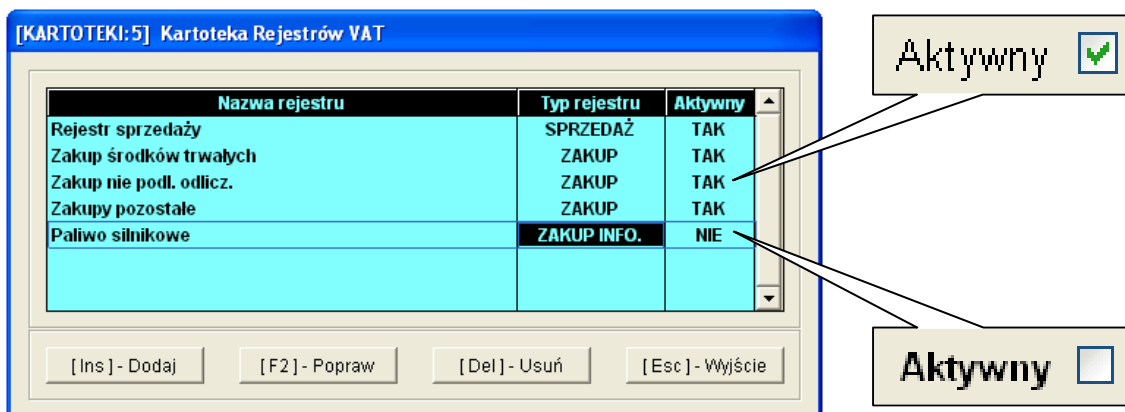 [KARTOTEKI:5] Kartoteka Rejestrów VAT
Aktywny
Nazwa rejestru Typ rejestru Aktywny
Rejestr sprzedaży SPRZEDAŻ TAK
Zakup środków trwałych ZAKUP TAK
Zakup nie podl. odlicz. ZAKUP TAK
Zakupy pozostałe ZAKUP TAK
Paliwo silnikowe ZAKUP INFO. NIE
[Ins]- Dodaj [F2]- Popraw [Del]- Usuń [Esc]- Wyjście
Aktywny